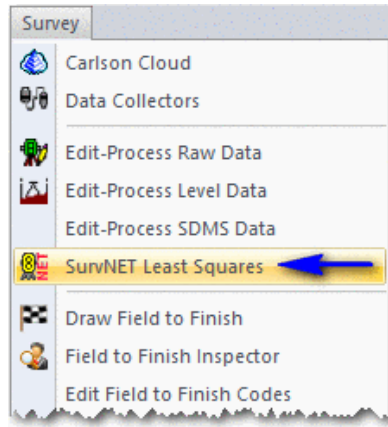 Survey
Carlson Cloud
Data Collectors
Edit-Process Raw Data
Edit-Process Level Data
Edit-Process SDMS Data
NET
SurvNET Least Squares
Draw Field to Finish
Field to Finish Inspector
Edit Field to Finish Codes